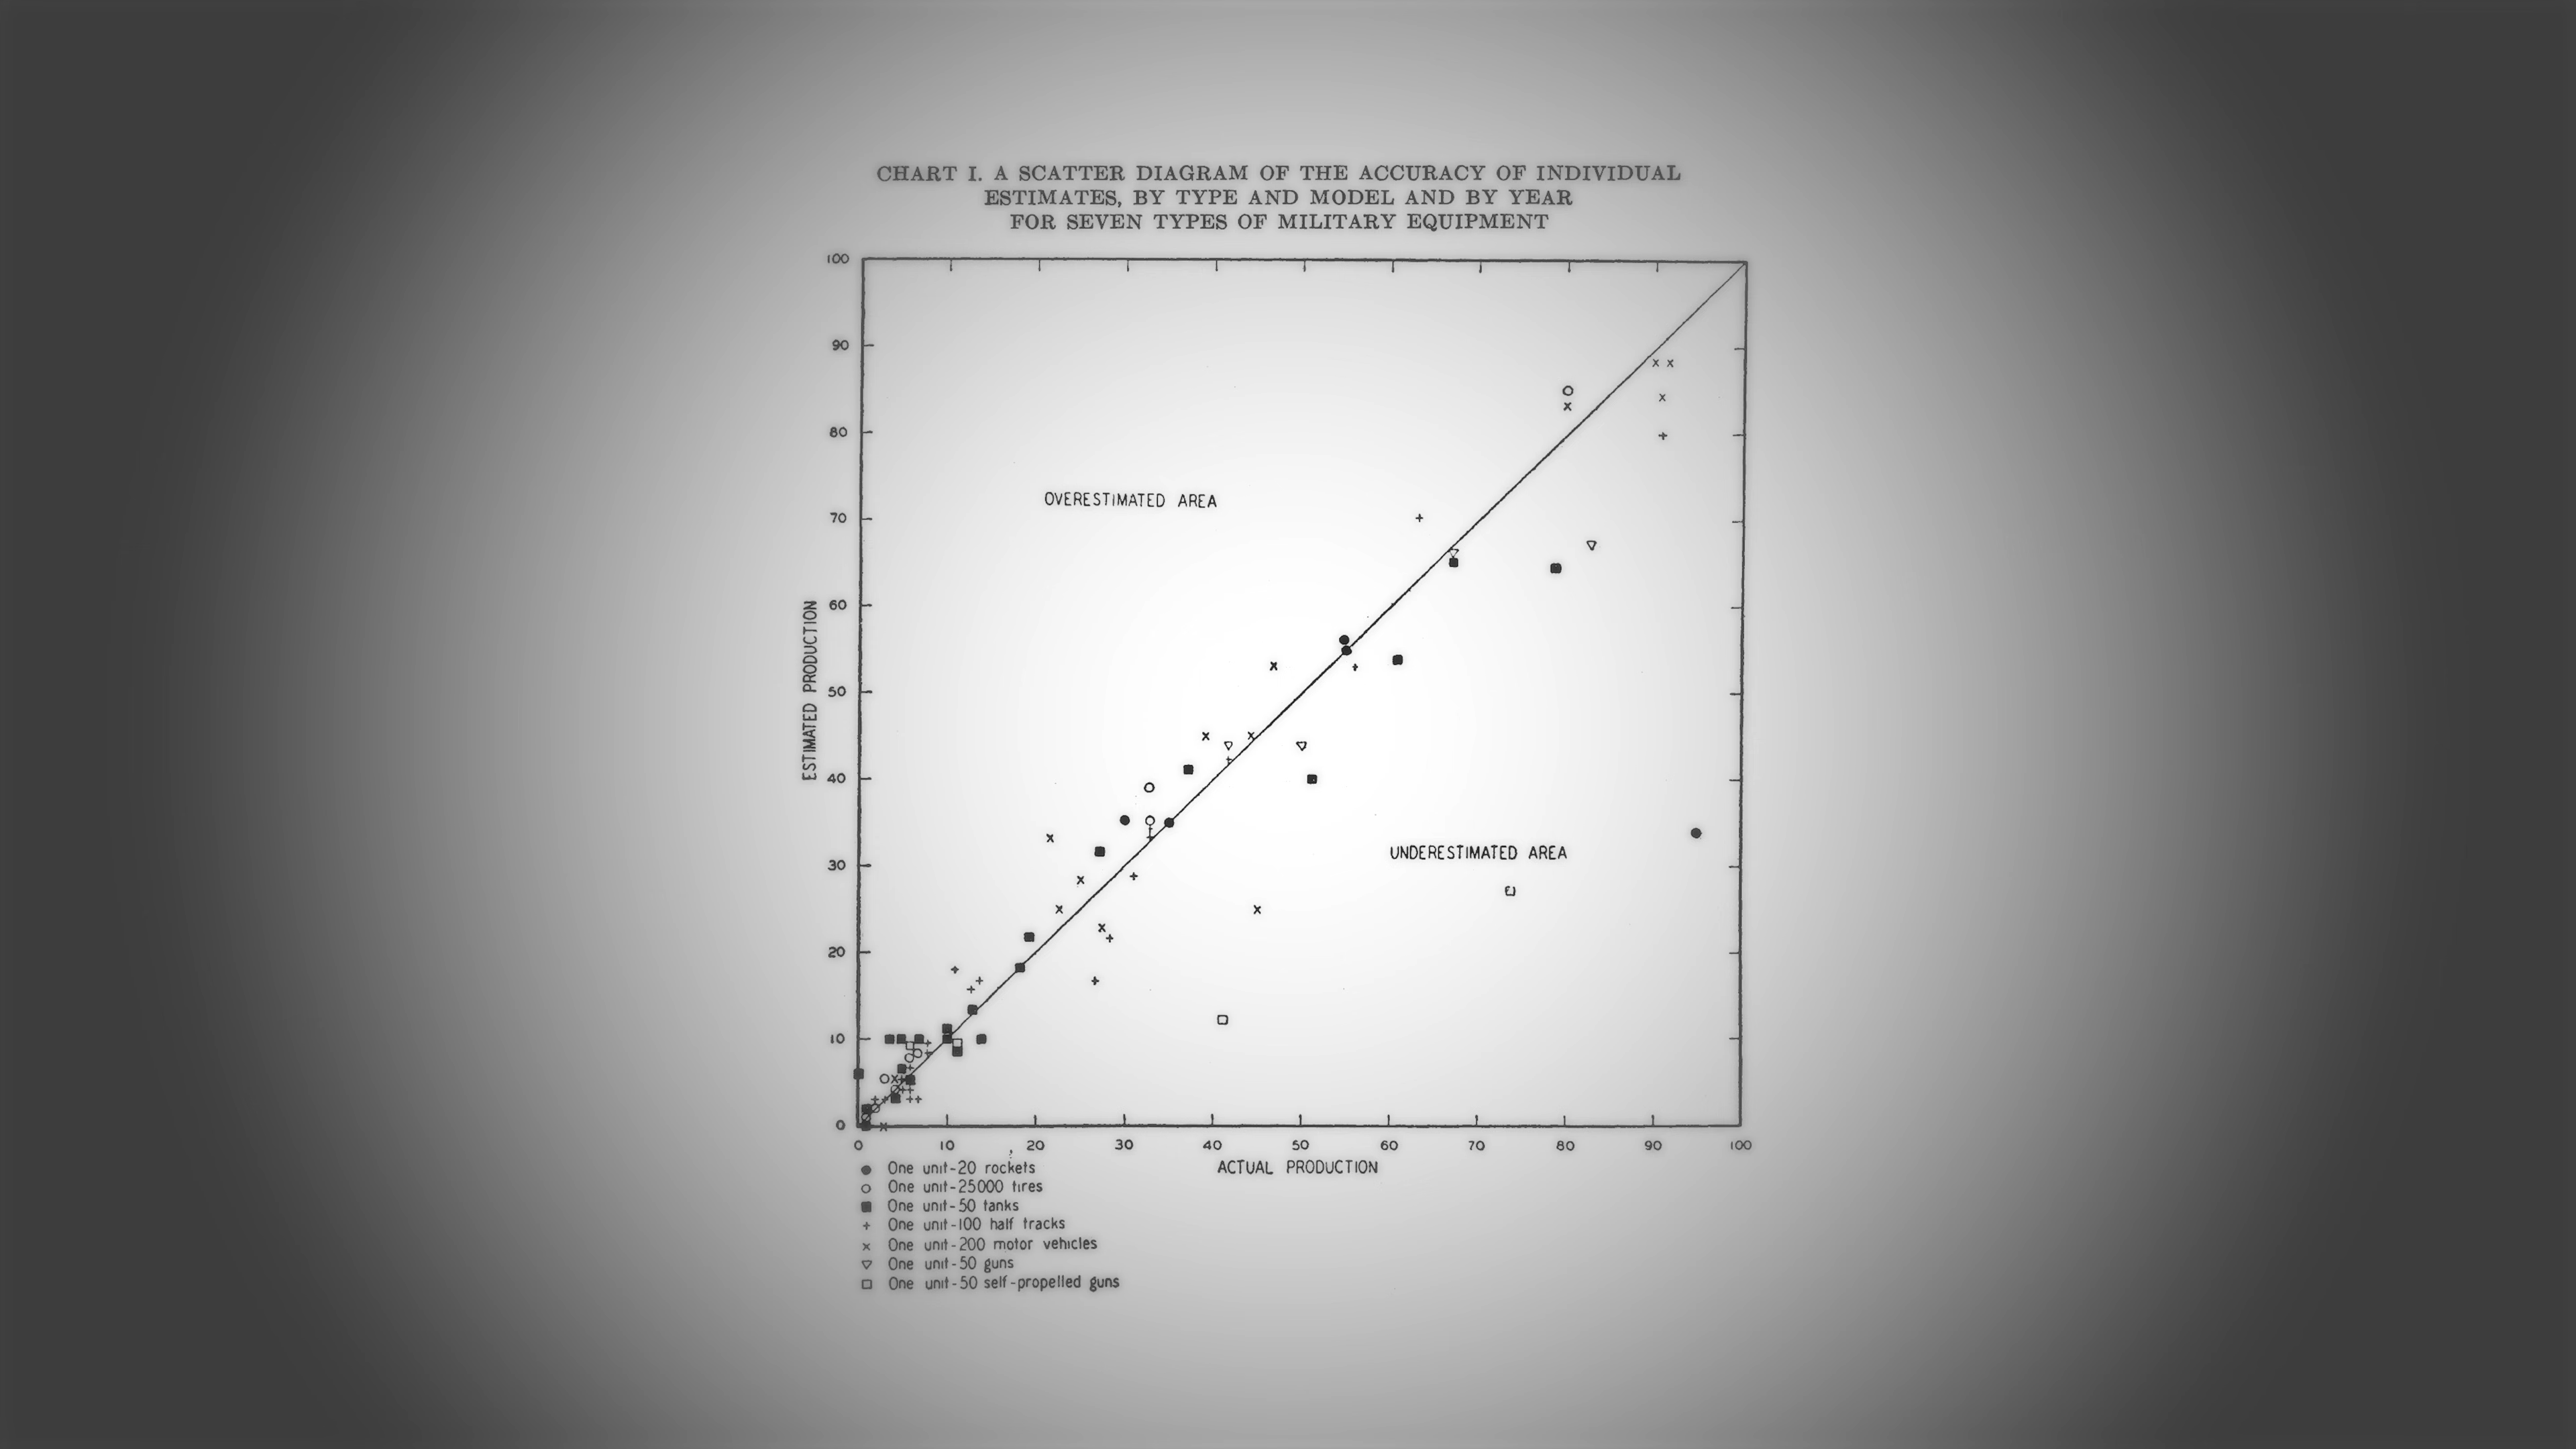 CHART I. A SCATTER DIAGRAM OF THE ACCURACY OF INDIVIDUAL
ESTIMATES, BY TYPE AND MODEL AND BY YEAR
FOR SEVEN TYPES OF MILITARY EQUIPMENT
100
90
80
70
60
50
40
30
20
10
0
ESTIMATED PRODUCTION
OVERESTIMATED AREA
UNDERESTIMATED AREA
0 10 20 30 40 50 60 70 80 90 100
ACTUAL PRODUCTION
One unit-20 rockets
One unit-25000 tires
One unit-50 tanks
One unit-100 half tracks
One unit-200 motor vehicles
One unit-50 guns
One unit-50 self-propelled guns